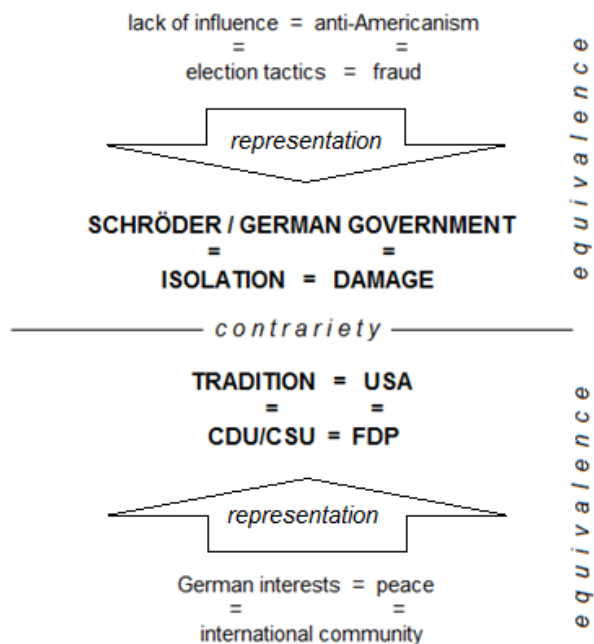 lack of influence = anti-Americanism
= =
election tactics = fraud
representation
SCHRÖDER / GERMAN GOVERNMENT
= =
ISOLATION = DAMAGE
equivalence
contrariety
TRADITION = USA
= =
CDU/CSU = FDP
representation
German interests = peace
= =
international community
equivalence